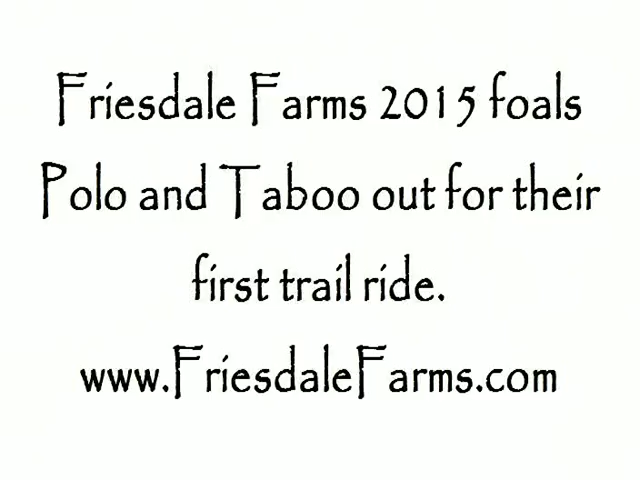 Friesdale Farms 2015 foals
Polo and Taboo out for their
first trail ride.
www.FriesdaleFarms.com